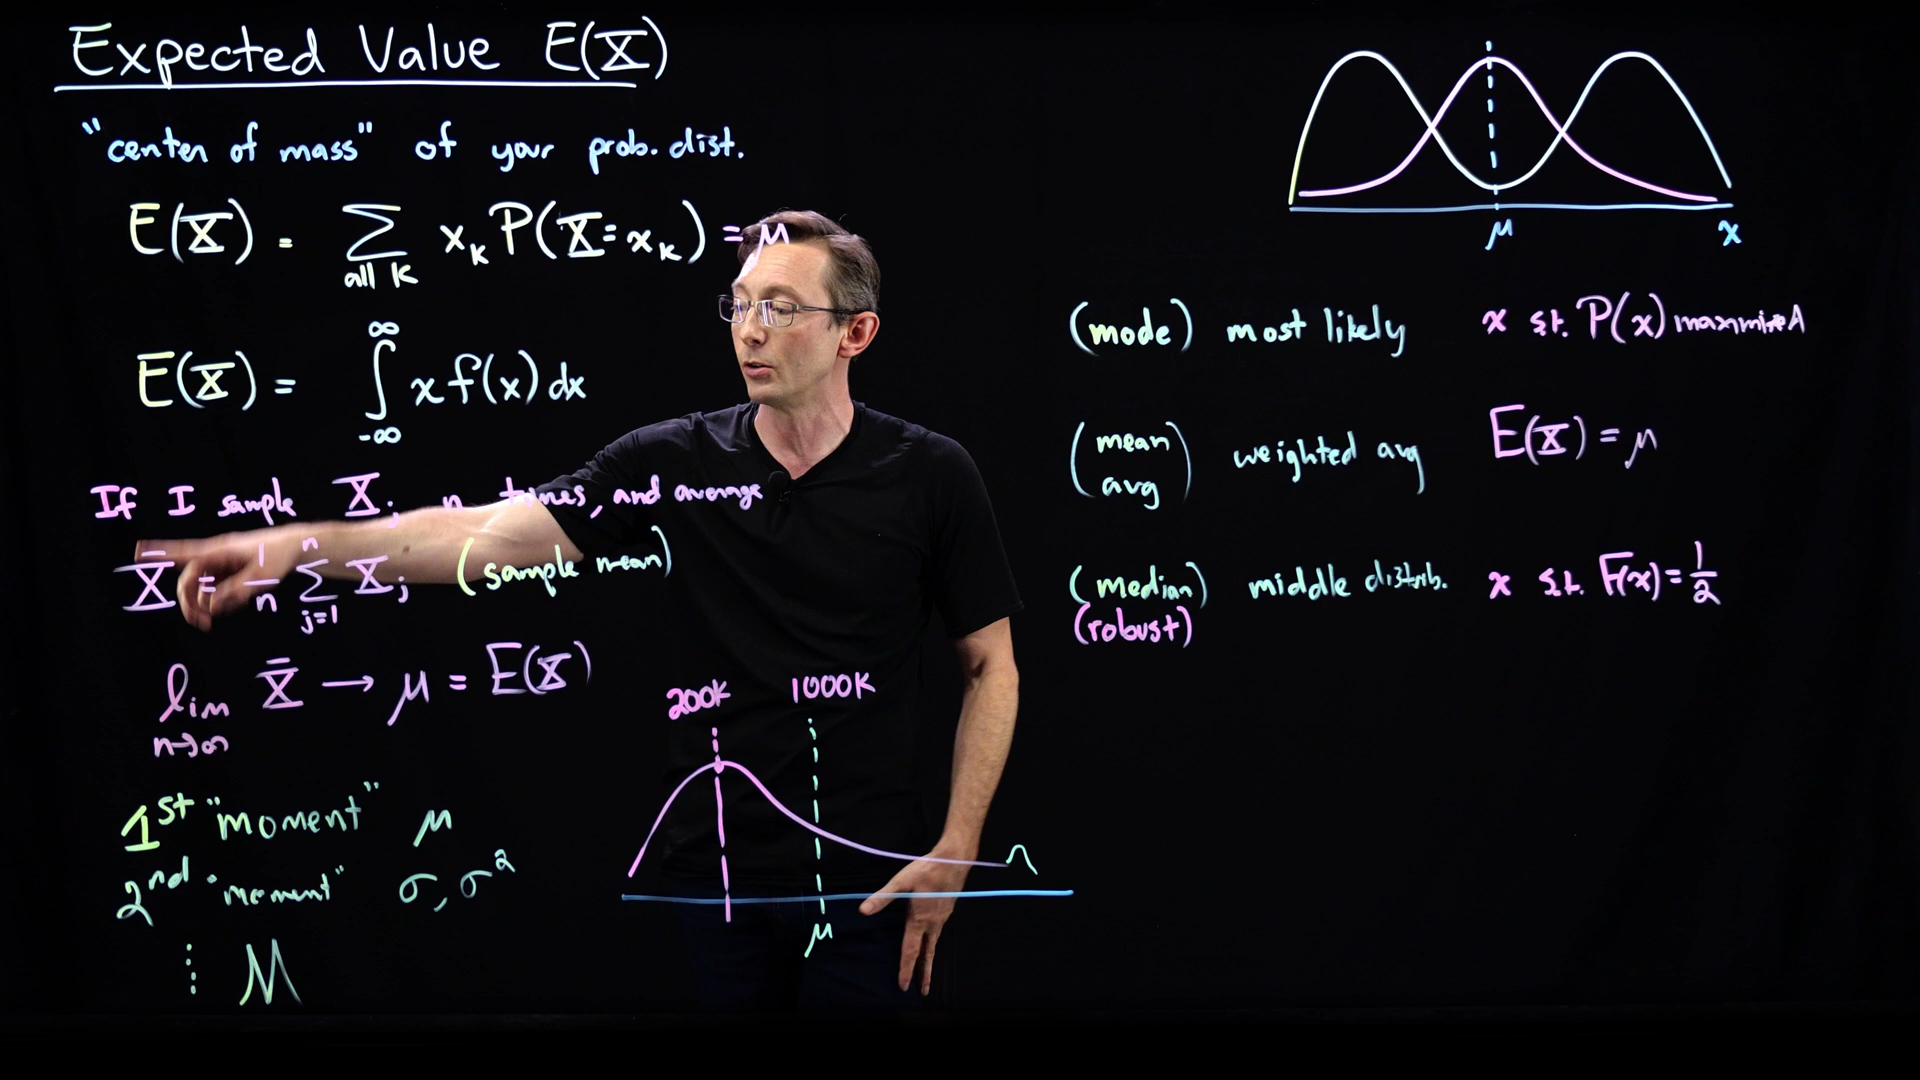 Expected Value E(X)
"center of mass" of your prob. dist.
E(X) = ∑ x_k P(X=x_k) = μ
all k
E(X) = ∫_{-∞}^{∞} x f(x) dx
If I sample X_j n times, and average
X̄ = 1/n ∑_{j=1}^{n} X_j (sample mean)
lim_{n→∞} X̄ → μ = E(X)
1st "moment" μ
2nd "moment" σ, σ²
⋮ M
200K 1000K
μ
μ x
(mode) most likely x s.t. P(x) maximized
(mean avg) weighted avg E(X) = μ
(median) middle distrib. x s.t. F(x) = 1/2
(robust)